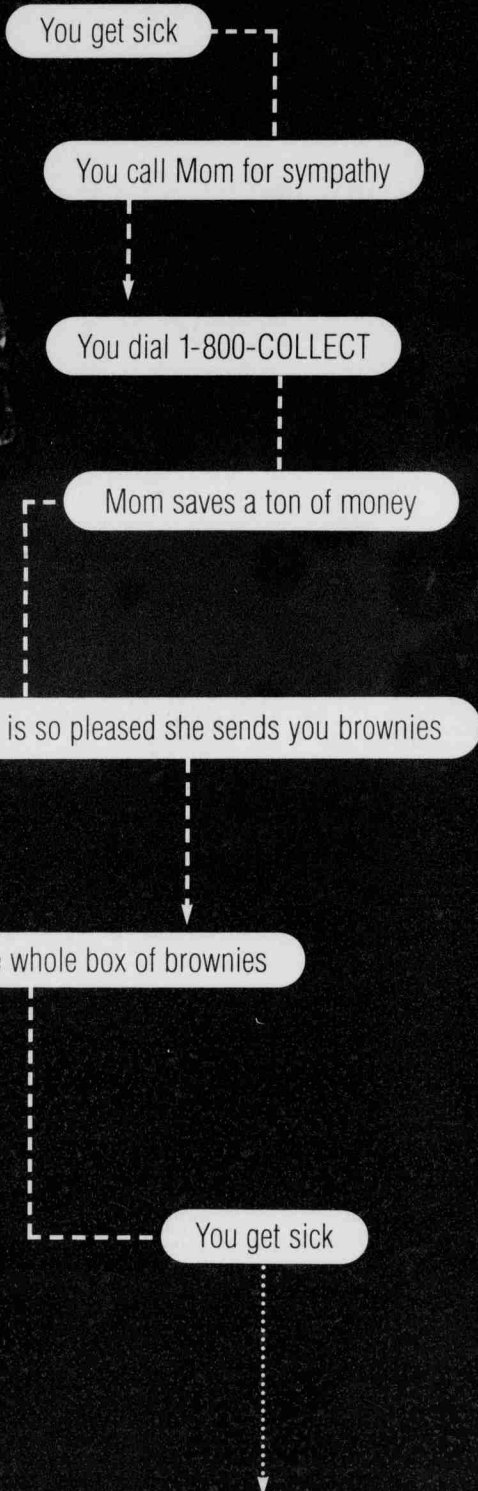 You get sick
You call Mom for sympathy
You dial 1-800-COLLECT
Mom saves a ton of money
is so pleased she sends you brownies
whole box of brownies
You get sick